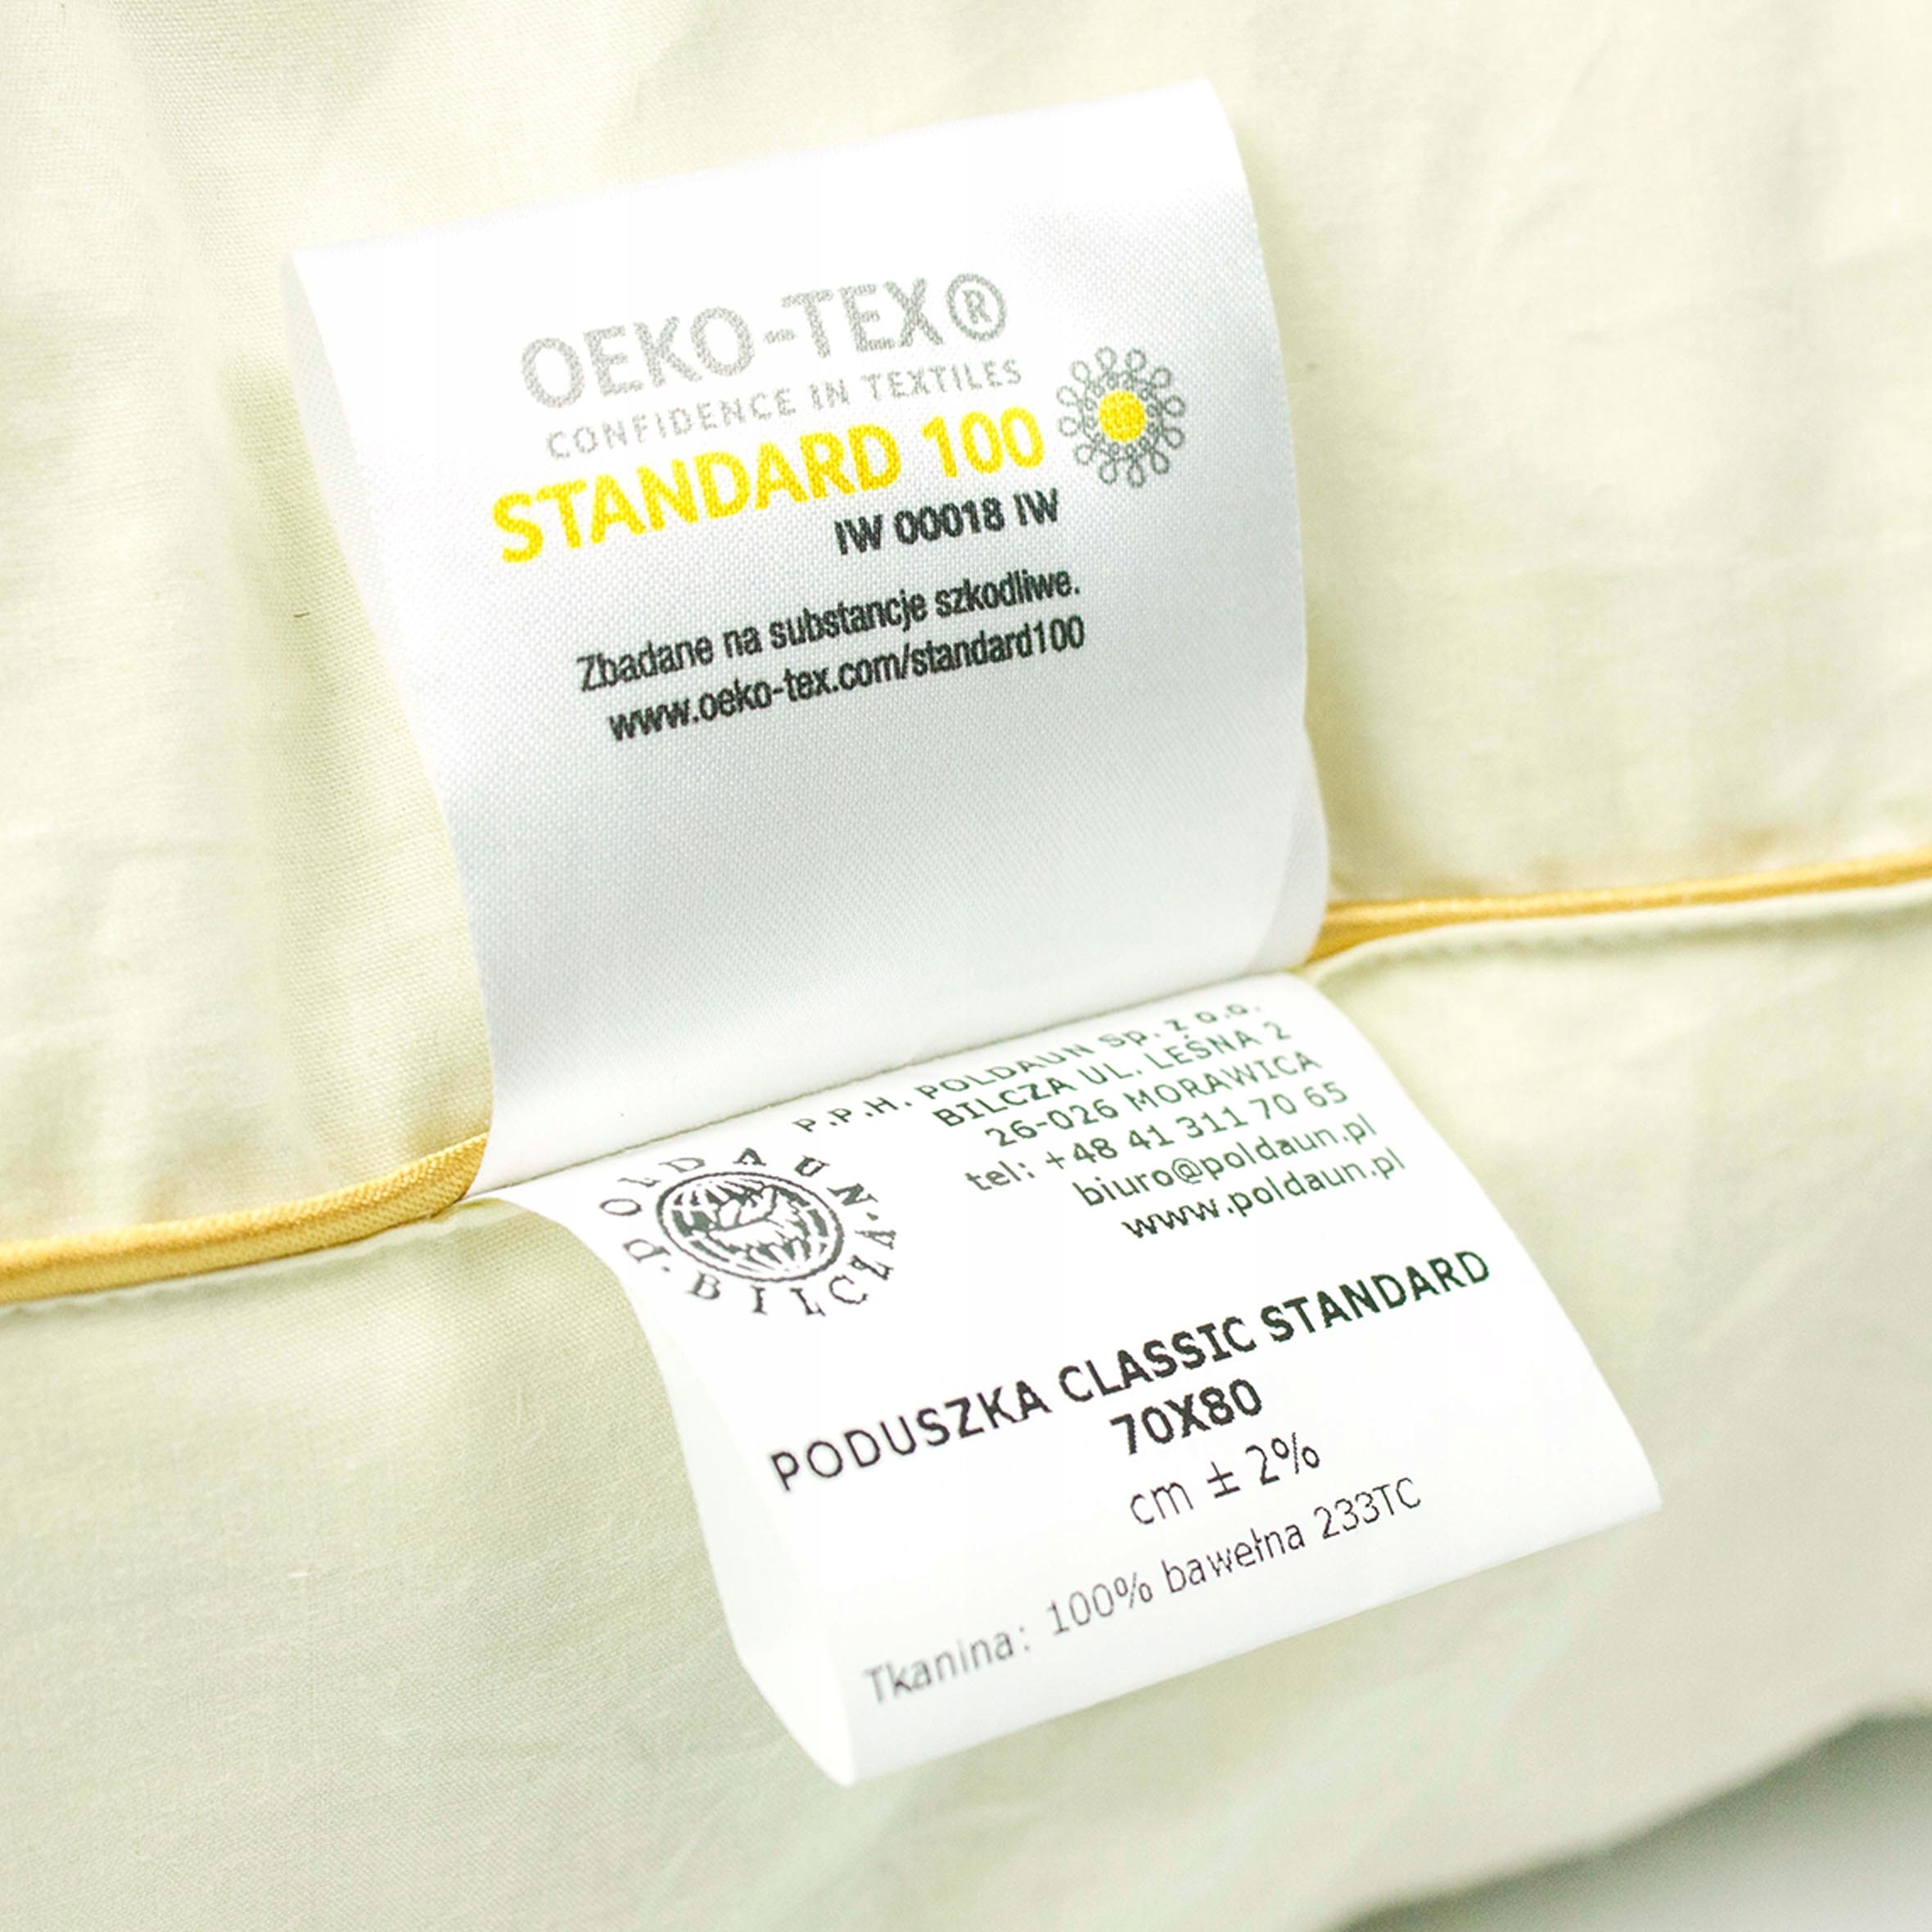 OEKO-TEX®
CONFIDENCE IN TEXTILES
STANDARD 100
IW 00018 IW
Zbadane na substancje szkodliwe.
www.oeko-tex.com/standard100
P.P.H. POLDAUN Sp. z o.o.
BILCZA UL. LEŚNA 2
26-026 MORAWICA
tel: +48 41 311 70 65
biuro@poldaun.pl
www.poldaun.pl
POLDAUN.
BILCZA
PODUSZKA CLASSIC STANDARD
70X80
cm ± 2%
Tkanina: 100% bawełna 233TC